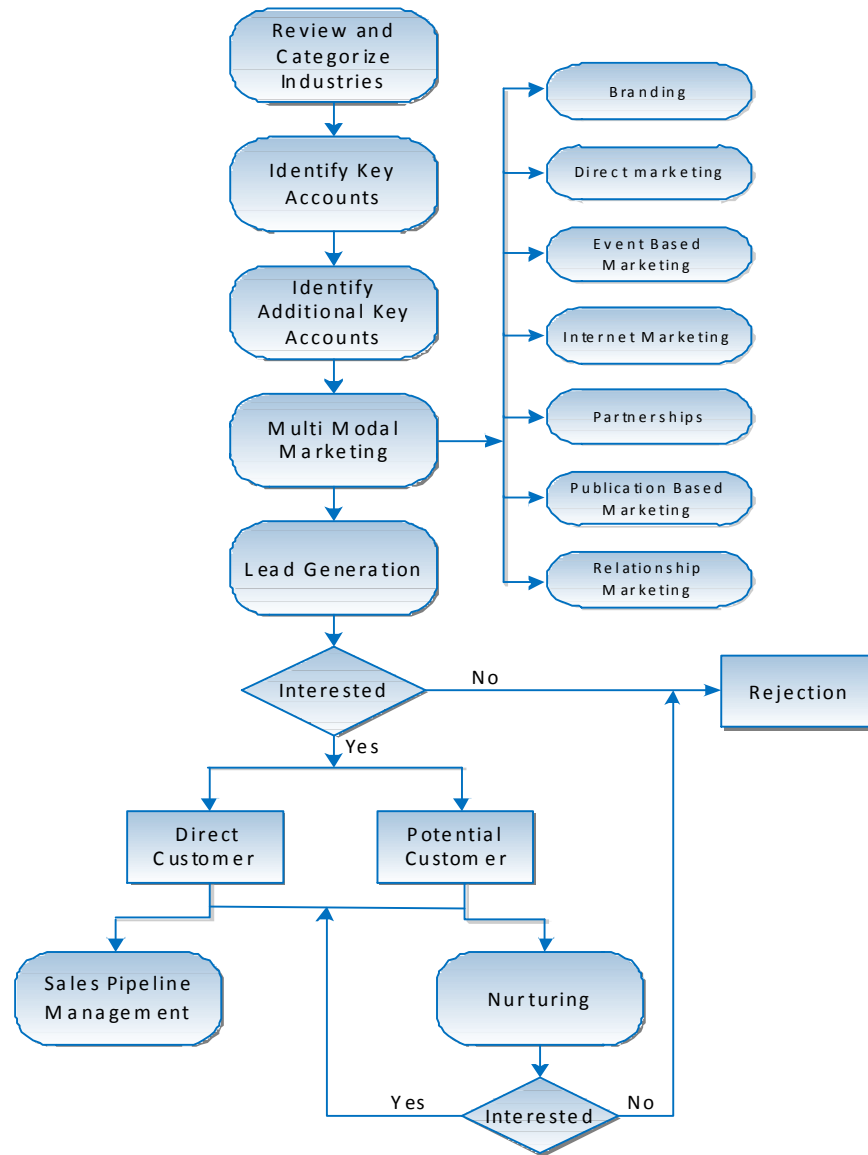 Review and
Categorize
Industries
Identify Key
Accounts
Identify
Additional Key
Accounts
Multi Modal
Marketing
Lead Generation
Branding
Direct marketing
Event Based
Marketing
Internet Marketing
Partnerships
Publication Based
Marketing
Relationship
Marketing
Interested
No
Rejection
Yes
Direct
Customer
Potential
Customer
Sales Pipeline
Management
Nurturing
Yes
Interested
No